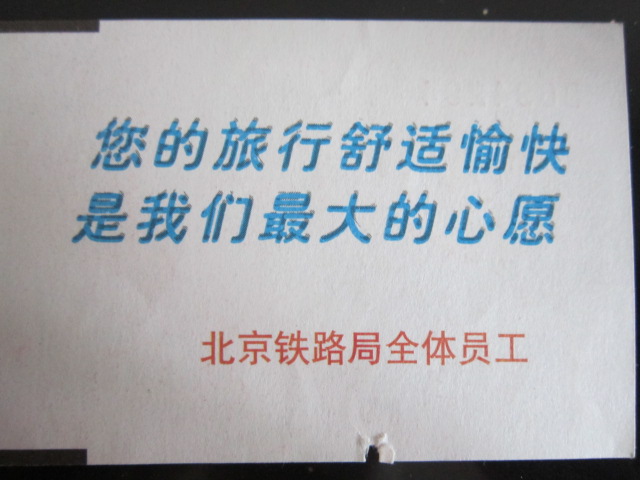 您的旅行舒适愉快
是我们最大的心愿
北京铁路局全体员工